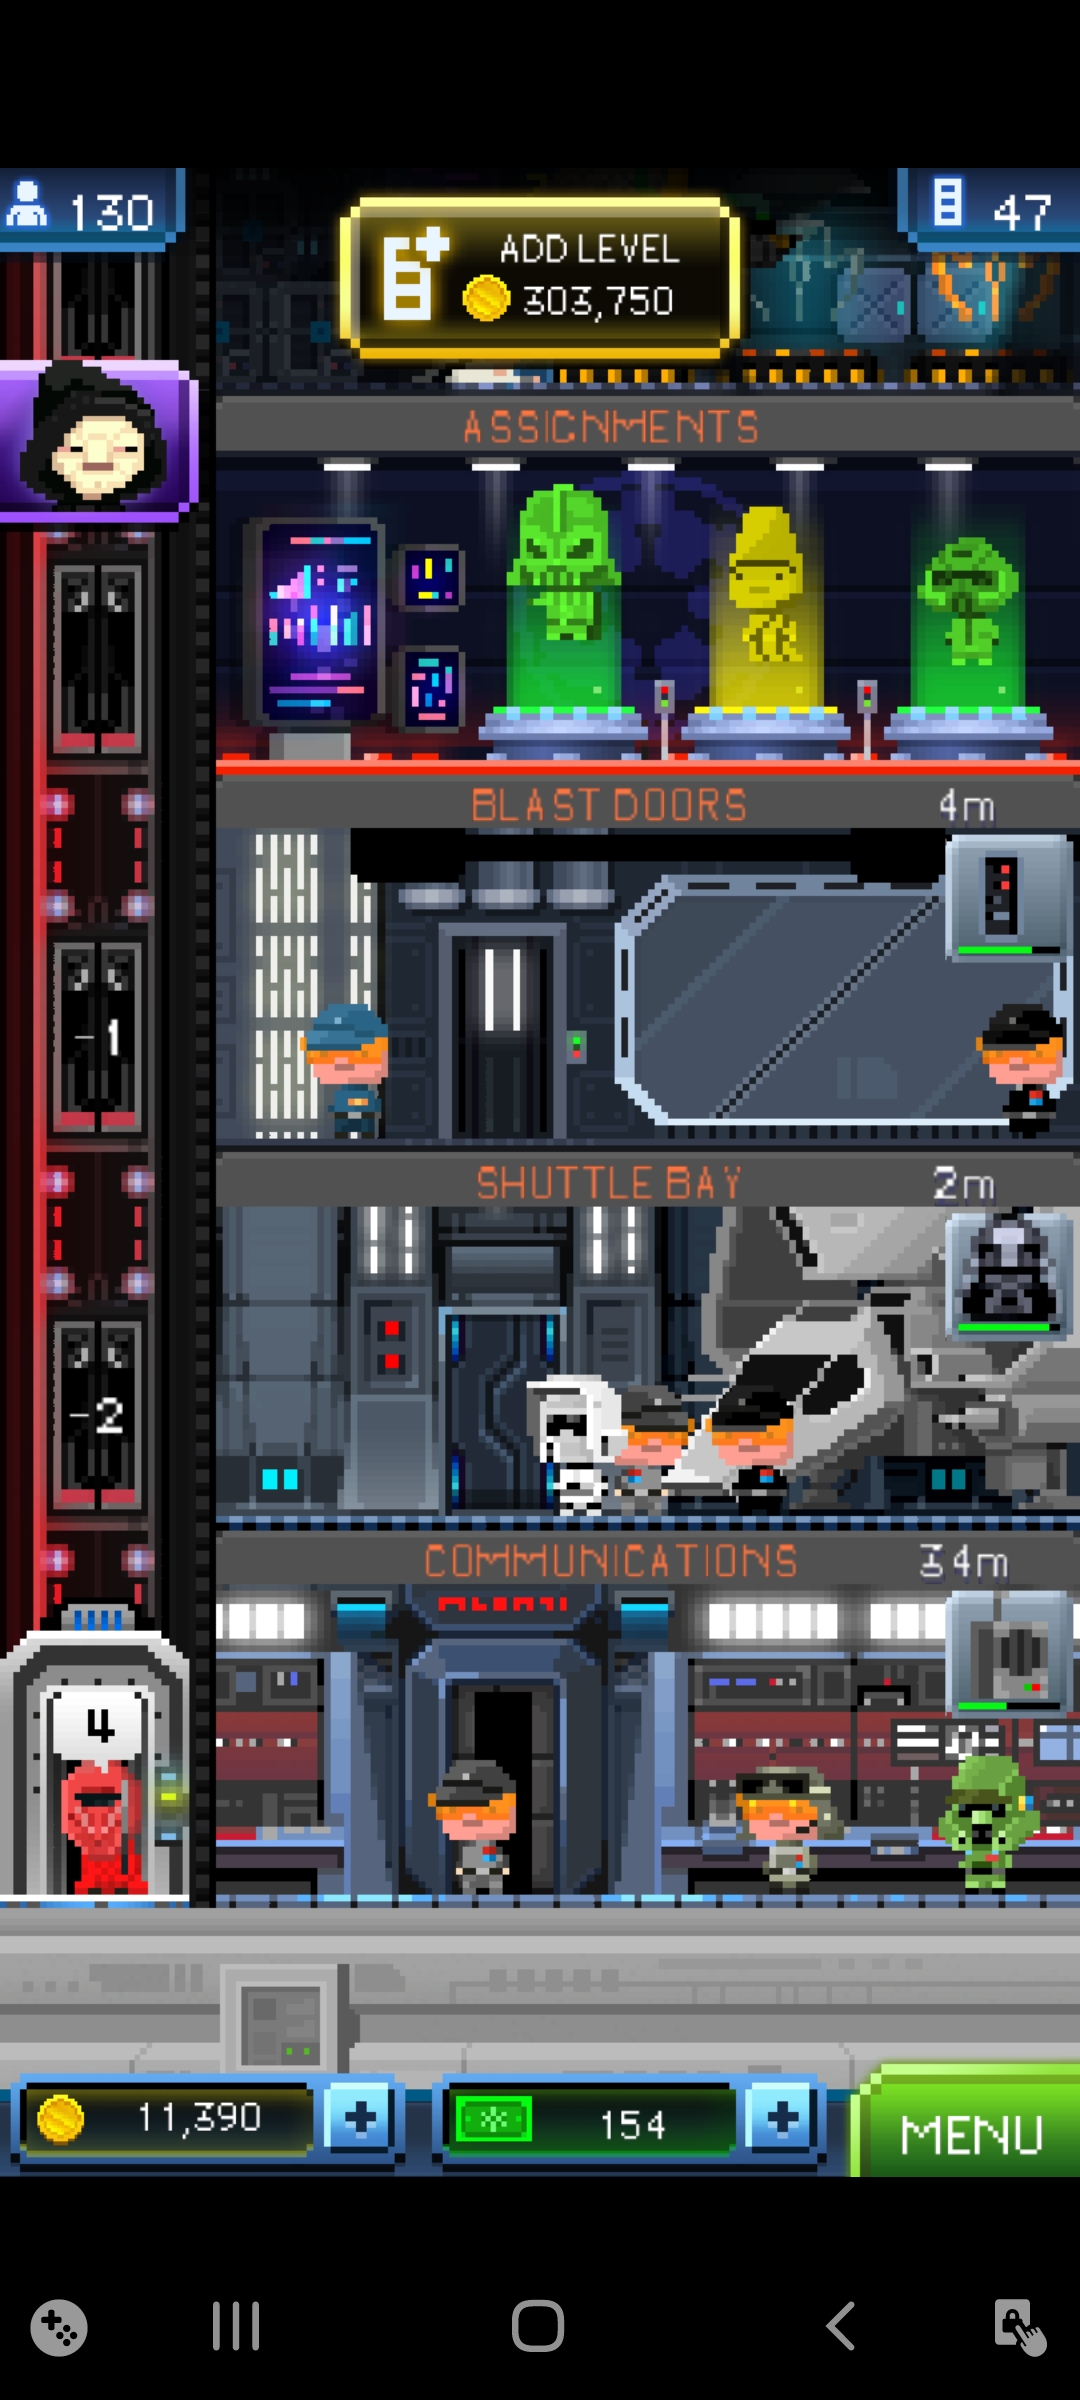 130
ADD LEVEL
303,750
47
ASSIGNMENTS
BLAST DOORS 4m
-1
SHUTTLE BAY 2m
-2
COMMUNICATIONS 34m
4
11,390
154
MENU